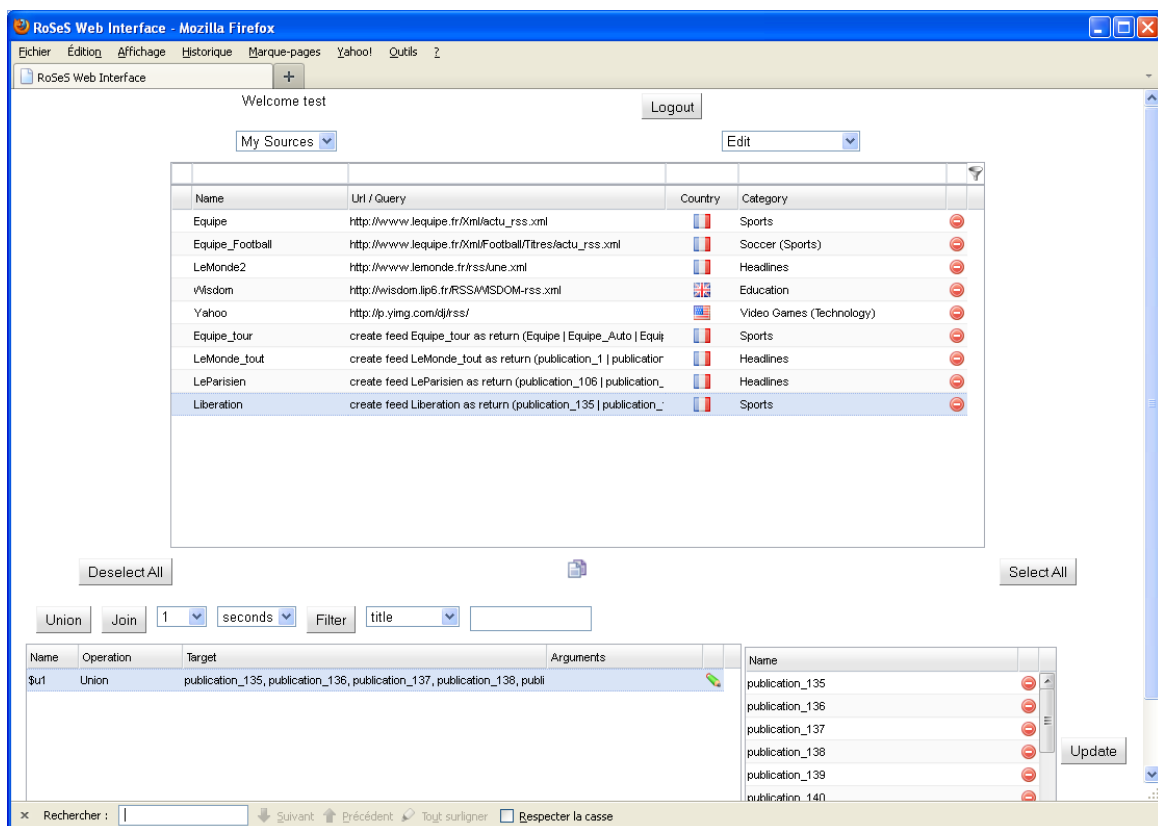 RoSeS Web Interface - Mozilla Firefox
Fichier Édition Affichage Historique Marque-pages Yahoo! Outils ?
RoSeS Web Interface +
Welcome test Logout
My Sources Edit
Name Url / Query Country Category
Equipe http://www.lequipe.fr/Xml/actu_rss.xml Sports
Equipe_Football http://www.lequipe.fr/Xml/Football/Titres/actu_rss.xml Soccer (Sports)
LeMonde2 http://www.lemonde.fr/rss/une.xml Headlines
Wisdom http://wisdom.lip6.fr/RSS/WISDOM-rss.xml Education
Yahoo http://p.yimg.com/dj/rss/ Video Games (Technology)
Equipe_tour create feed Equipe_tour as return (Equipe | Equipe_Auto | Equip Sports
LeMonde_tout create feed LeMonde_tout as return (publication_1 | publication Headlines
LeParisien create feed LeParisien as return (publication_106 | publication_ Headlines
Liberation create feed Liberation as return (publication_135 | publication_ Sports
Deselect All Select All
Union Join 1 seconds Filter title
Name Operation Target Arguments Name
$u1 Union publication_135, publication_136, publication_137, publication_138, publi
publication_135
publication_136
publication_137
publication_138
Update
publication_139
publication_140
× Rechercher : Suivant Précédent Tout surligner Respecter la casse